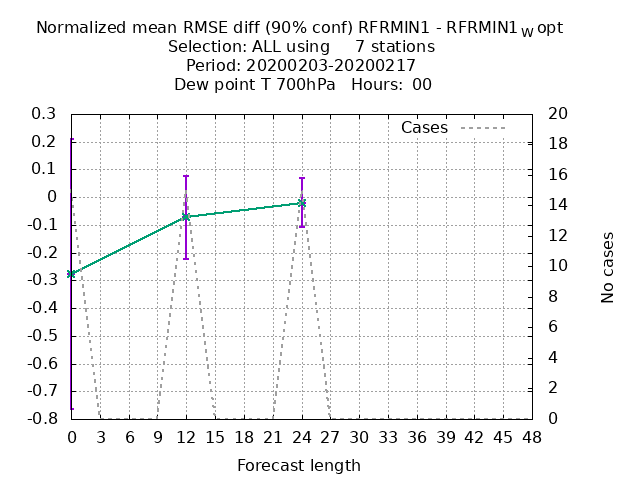 Normalized mean RMSE diff (90% conf) RFRMIN1 - RFRMIN1wopt
Selection: ALL using 7 stations
Period: 20200203-20200217
Dew point T 700hPa Hours: 00
Cases
0.3
0.2
0.1
0
-0.1
-0.2
-0.3
-0.4
-0.5
-0.6
-0.7
-0.8
20
18
16
14
12
10
8
6
4
2
0
No cases
0 3 6 9 12 15 18 21 24 27 30 33 36 39 42 45 48
Forecast length